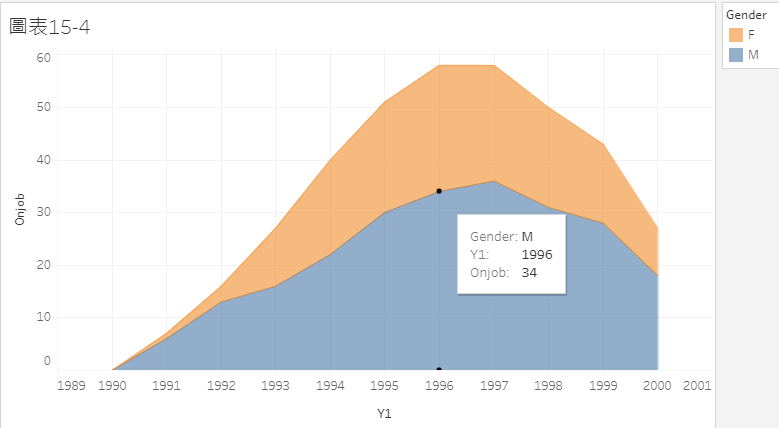 圖表15-4
Gender
F
M
60
50
40
30
20
10
0
Onjob
Gender: M
Y1: 1996
Onjob: 34
1989 1990 1991 1992 1993 1994 1995 1996 1997 1998 1999 2000 2001
Y1